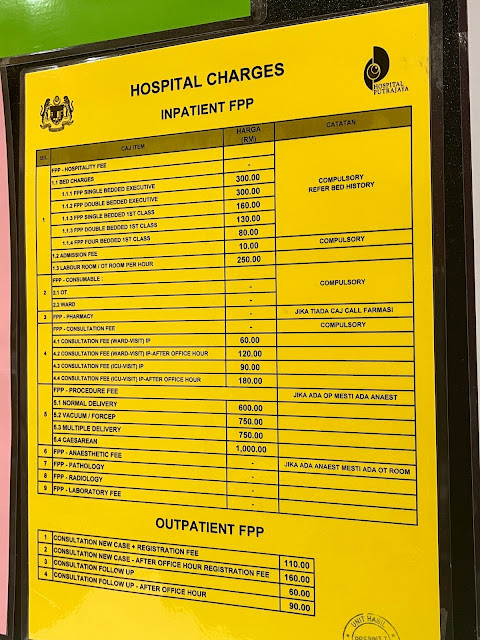 HOSPITAL CHARGES
HOSPITAL PUTRAJAYA
INPATIENT FPP
BIL CAJ ITEM HARGA (RM) CATATAN
1 FPP - HOSPITALITY FEE - COMPULSORY REFER BED HISTORY
1.1 BED CHARGES
1.1.1 FPP SINGLE BEDDED EXECUTIVE 300.00
1.1.2 FPP DOUBLE BEDDED EXECUTIVE 300.00
1.1.3 FPP SINGLE BEDDED 1ST CLASS 160.00
1.1.3 FPP DOUBLE BEDDED 1ST CLASS 130.00
1.1.4 FPP FOUR BEDDED 1ST CLASS 80.00
1.2 ADMISSION FEE 10.00 COMPULSORY
1.3 LABOUR ROOM / OT ROOM PER HOUR 250.00
2 FPP - CONSUMABLE : - COMPULSORY
2.1 OT -
2.2 WARD -
3 FPP - PHARMACY - JIKA TIADA CAJ CALL FARMASI
4 FPP - CONSULTATION FEE - COMPULSORY
4.1 CONSULTATION FEE (WARD-VISIT) IP 60.00
4.2 CONSULTATION FEE (WARD-VISIT) IP-AFTER OFFICE HOUR 120.00
4.3 CONSULTATION FEE (ICU-VISIT) IP 90.00
4.4 CONSULTATION FEE (ICU-VISIT) IP-AFTER OFFICE HOUR 180.00
5 FPP - PROCEDURE FEE - JIKA ADA OP MESTI ADA ANAEST
5.1 NORMAL DELIVERY 600.00
5.2 VACUUM / FORCEP 750.00
5.3 MULTIPLE DELIVERY 750.00
5.4 CAESAREAN 1,000.00
6 FPP - ANAESTHETIC FEE - JIKA ADA ANAEST MESTI ADA OT ROOM
7 FPP - PATHOLOGY -
8 FPP - RADIOLOGY -
9 FPP - LABORATORY FEE -
OUTPATIENT FPP
1 CONSULTATION NEW CASE + REGISTRATION FEE 110.00
2 CONSULTATION NEW CASE - AFTER OFFICE HOUR REGISTRATION FEE 160.00
3 CONSULTATION FOLLOW UP 60.00
4 CONSULTATION FOLLOW UP - AFTER OFFICE HOUR 90.00
UNIT HASIL